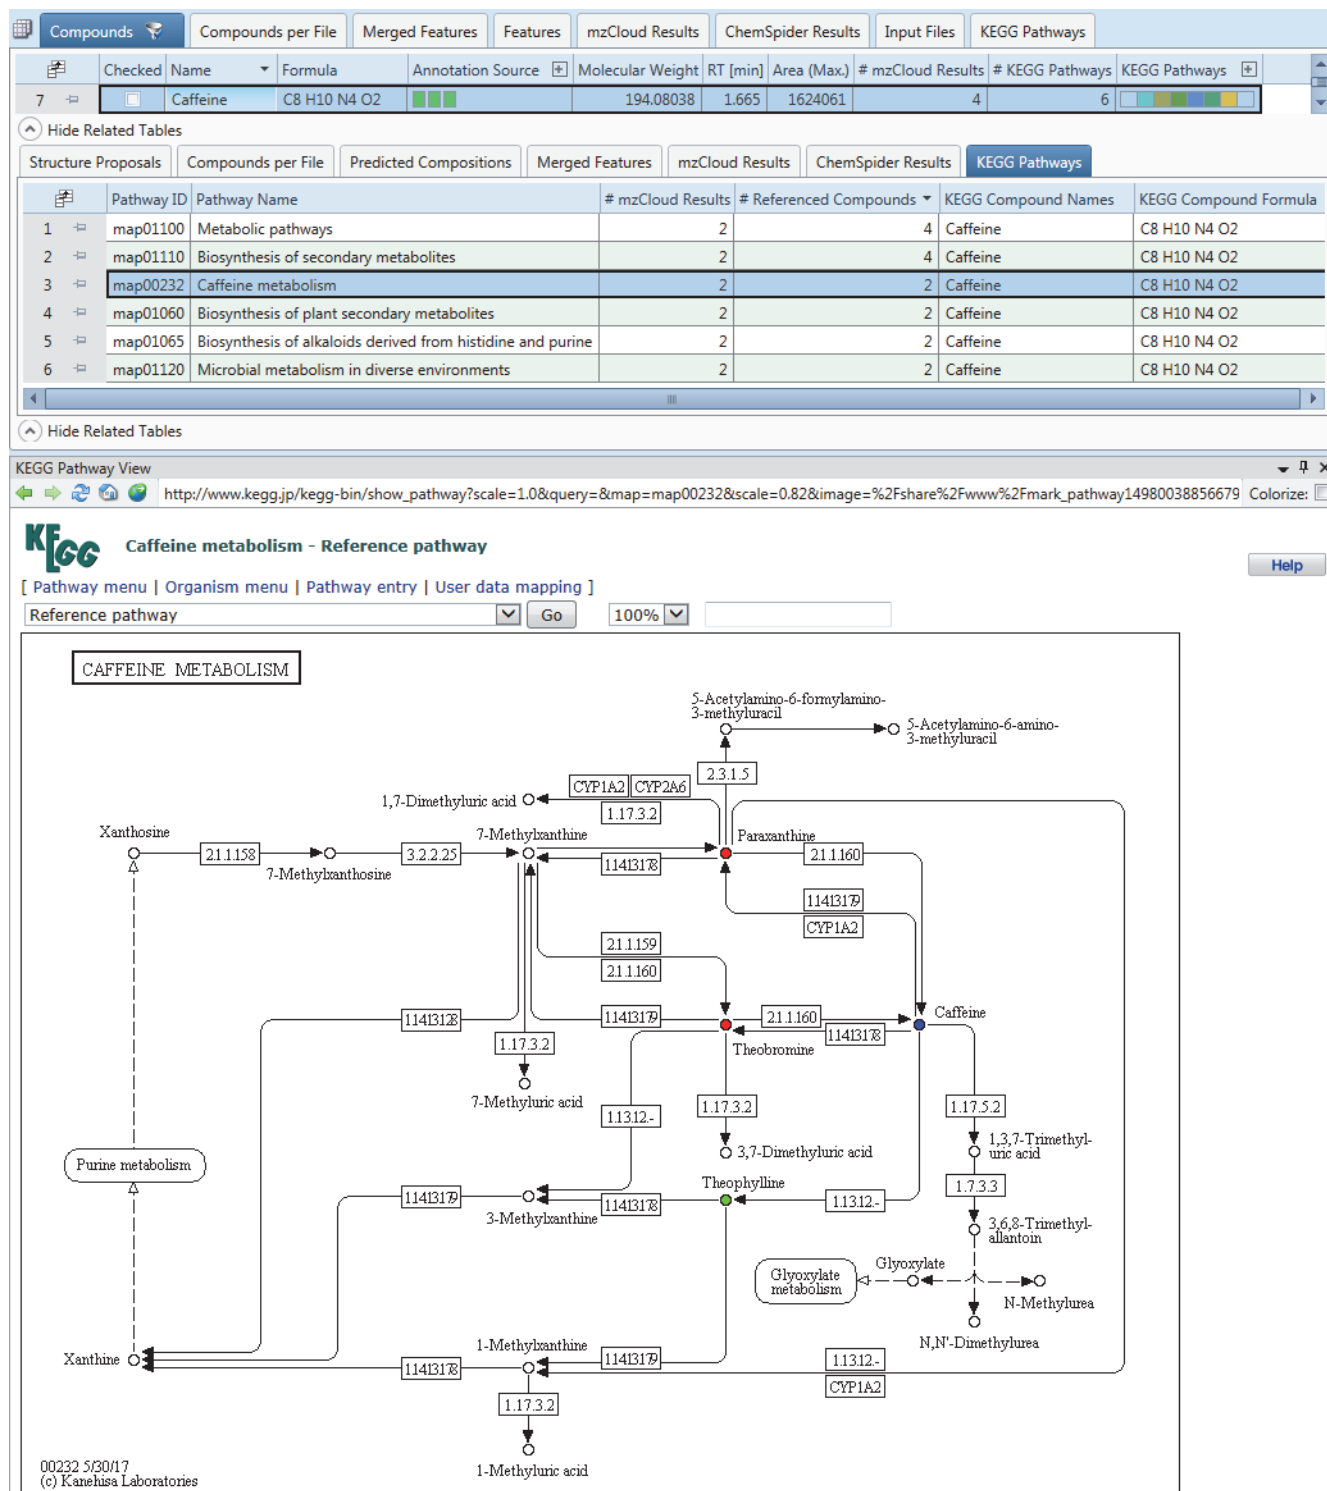 Compounds Compounds per File Merged Features Features mzCloud Results ChemSpider Results Input Files KEGG Pathways
Checked Name Formula Annotation Source Molecular Weight RT [min] Area (Max.) # mzCloud Results # KEGG Pathways KEGG Pathways
7 Caffeine C8 H10 N4 O2 194.08038 1.665 1624061 4 6
Hide Related Tables
Structure Proposals Compounds per File Predicted Compositions Merged Features mzCloud Results ChemSpider Results KEGG Pathways
Pathway ID Pathway Name # mzCloud Results # Referenced Compounds KEGG Compound Names KEGG Compound Formula
1 map01100 Metabolic pathways 2 4 Caffeine C8 H10 N4 O2
2 map01110 Biosynthesis of secondary metabolites 2 4 Caffeine C8 H10 N4 O2
3 map00232 Caffeine metabolism 2 2 Caffeine C8 H10 N4 O2
4 map01060 Biosynthesis of plant secondary metabolites 2 2 Caffeine C8 H10 N4 O2
5 map01065 Biosynthesis of alkaloids derived from histidine and purine 2 2 Caffeine C8 H10 N4 O2
6 map01120 Microbial metabolism in diverse environments 2 2 Caffeine C8 H10 N4 O2
Hide Related Tables
KEGG Pathway View
http://www.kegg.jp/kegg-bin/show_pathway?scale=1.0&query=&map=map00232&scale=0.82&image=%2Fshare%2Fwww%2Fmark_pathway14980038856679 Colorize:
KEGG Caffeine metabolism - Reference pathway
Help
[ Pathway menu | Organism menu | Pathway entry | User data mapping ]
Reference pathway Go 100%
CAFFEINE METABOLISM
5-Acetylamino-6-formylamino-
3-methyluracil
5-Acetylamino-6-amino-
3-methyluracil
2.3.1.5
CYP1A2 CYP2A6
1,7-Dimethyluric acid
1.17.3.2
Xanthosine
7-Methylxanthine
Paraxanthine
2.1.1.158
3.2.2.25
2.1.1.160
7-Methylxanthosine
1.14.13.178
1.14.13.179
CYP1A2
2.1.1.159
2.1.1.160
1.14.13.128
1.14.13.179
2.1.1.160
Caffeine
1.14.13.178
Theobromine
1.17.3.2
7-Methyluric acid
1.13.12.-
1.17.3.2
1.17.5.2
3,7-Dimethyluric acid
1,3,7-Trimethyl-
uric acid
Purine metabolism
Theophylline
1.7.3.3
1.14.13.179
1.14.13.178
1.13.12.-
3-Methylxanthine
3,6,8-Trimethyl-
allantoin
Glyoxylate
Glyoxylate
metabolism
N-Methylurea
N,N'-Dimethylurea
1-Methylxanthine
Xanthine
1.14.13.179
1.13.12.-
1.14.13.178
CYP1A2
1.17.3.2
1-Methyluric acid
00232 5/30/17
(c) Kanehisa Laboratories